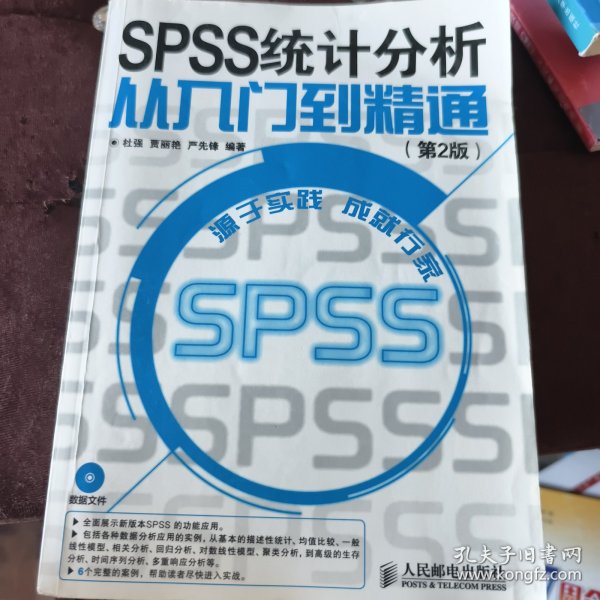 SPSS统计分析
从入门到精通
(第2版)
杜强 贾丽艳 严先锋 编著
源于实践 成就行家
SPSS
数据文件
▶ 全面展示新版本SPSS 的功能应用。
▶ 包括各种数据分析应用的实例，从基本的描述性统计、均值比较、一般
线性模型、相关分析、回归分析、对数线性模型、聚类分析，到高级的生存
分析、时间序列分析、多重响应分析等。
▶ 6个完整的案例，帮助读者尽快进入实战。
人民邮电出版社
POSTS & TELECOM PRESS
孔夫子旧书网
www.kongfz.com